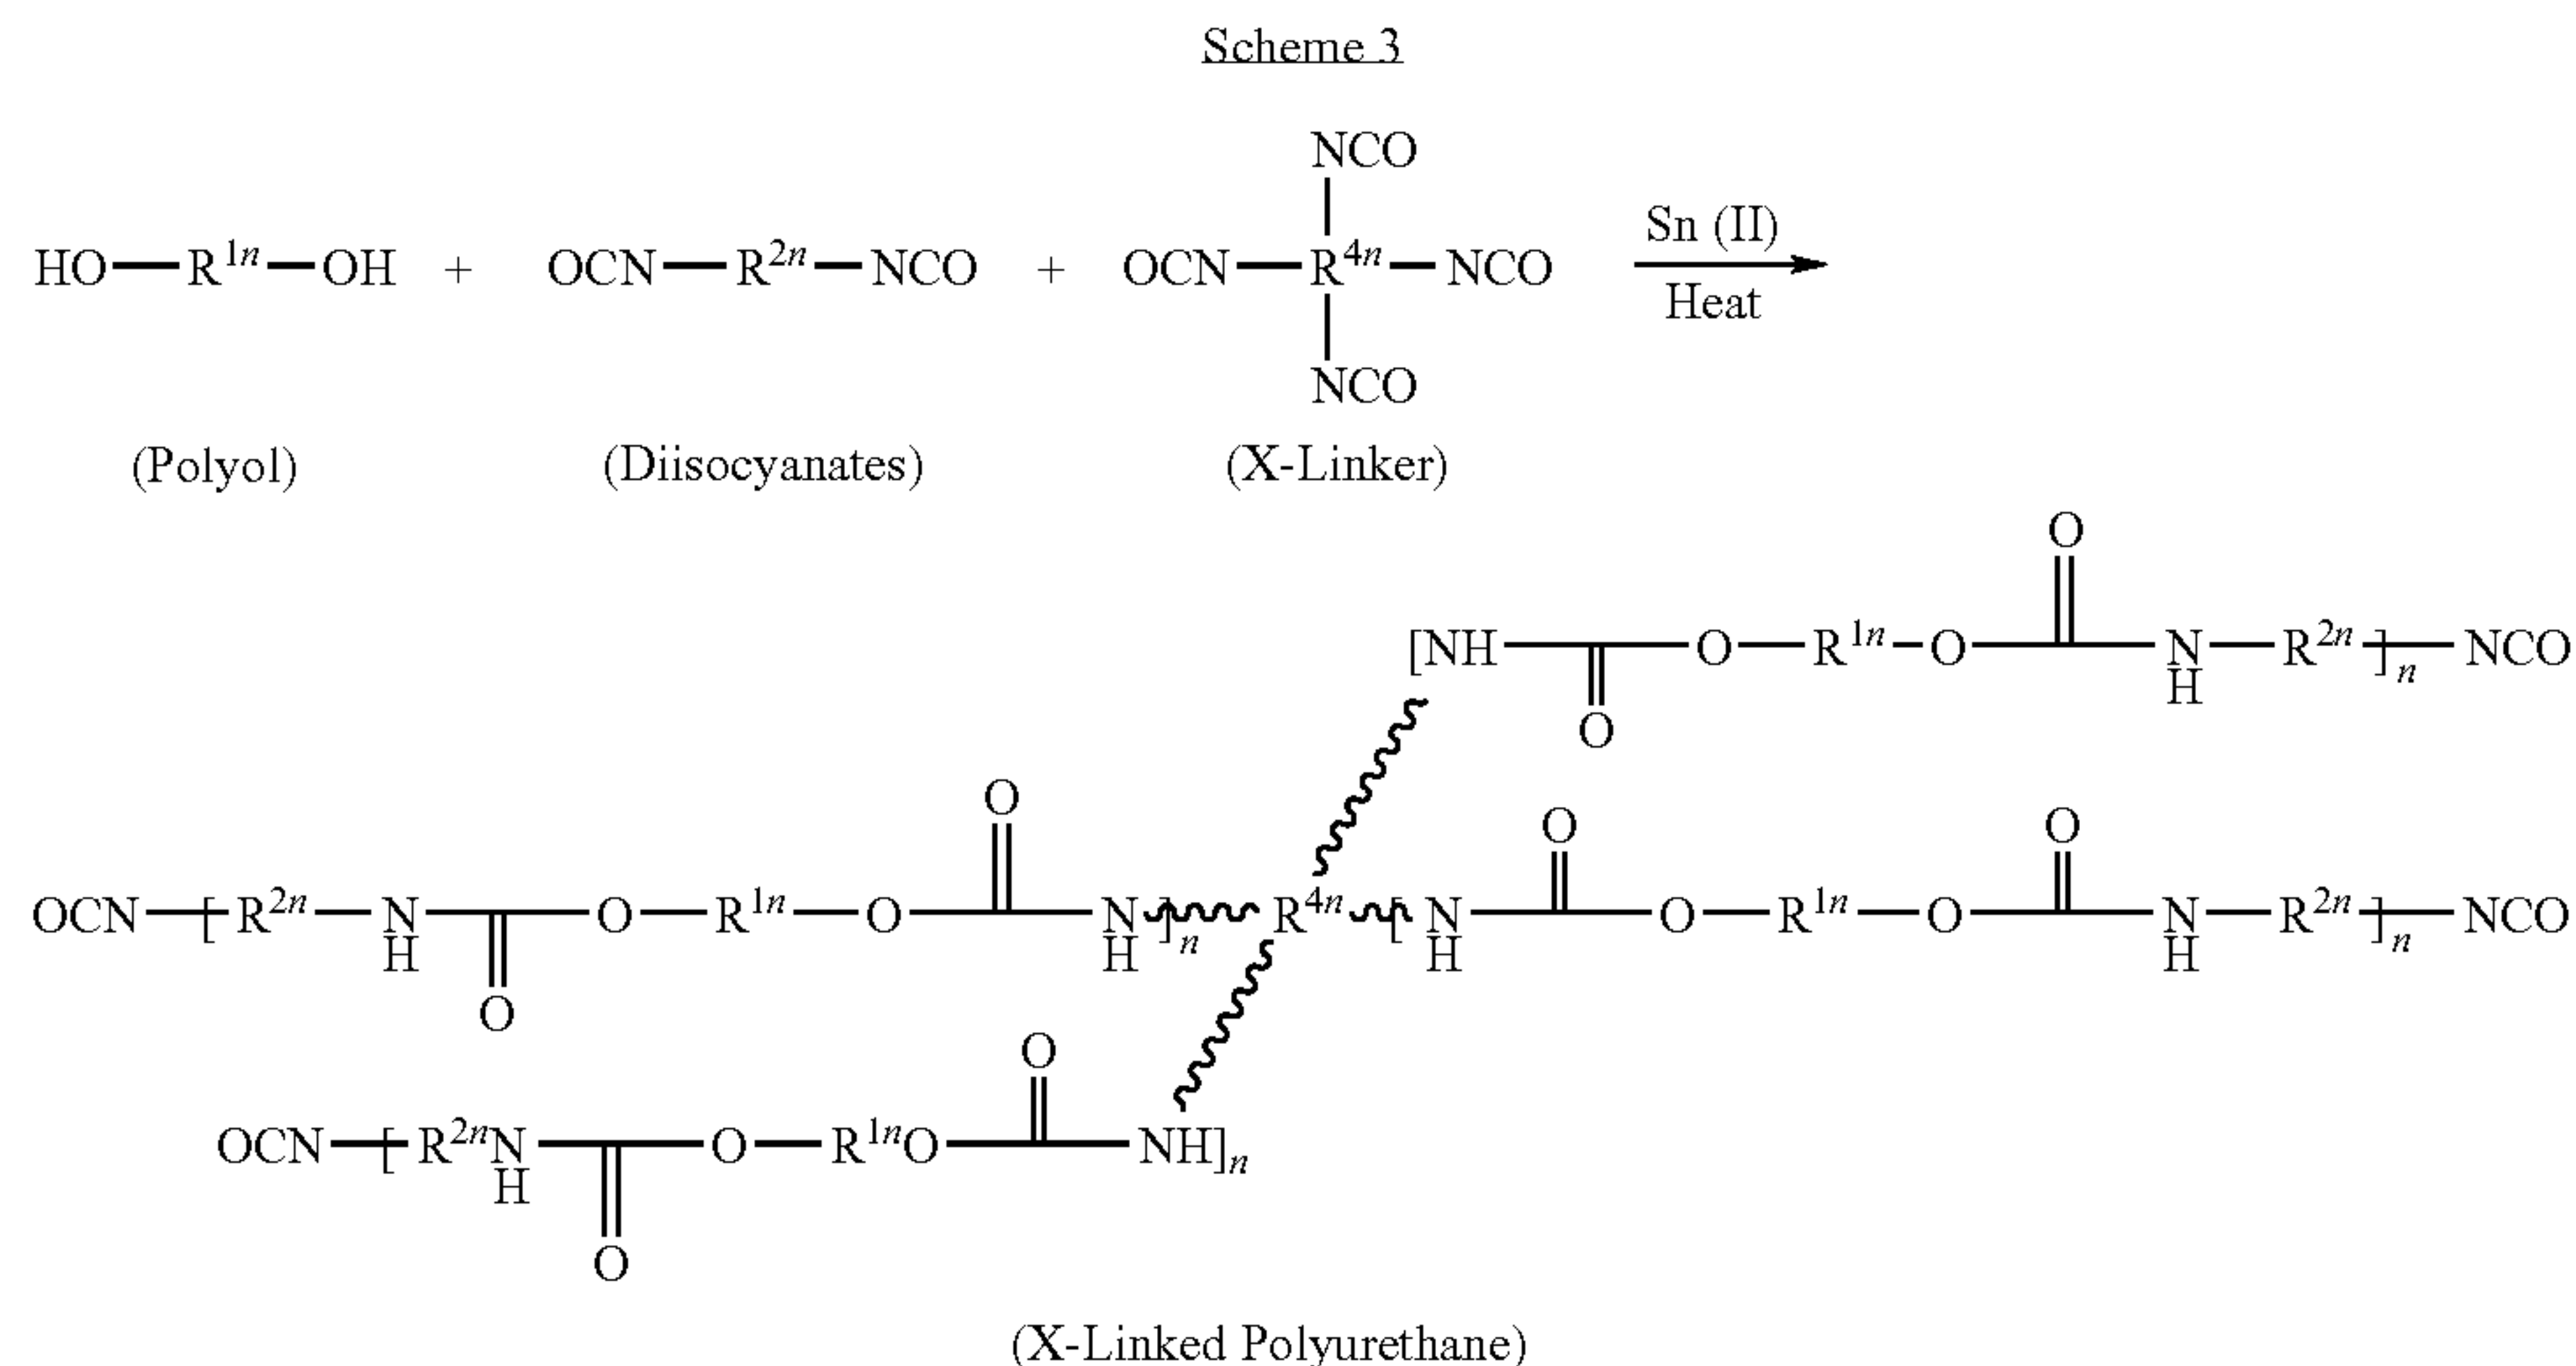 Scheme 3
NCO
HO—R¹ⁿ—OH + OCN—R²ⁿ—NCO + OCN—R⁴ⁿ—NCO Sn (II)
Heat
NCO
(Polyol) (Diisocyanates) (X-Linker)
O
[NH O—R¹ⁿ—O N—R²ⁿ]ₙ—NCO
H
O
O O O
OCN—[R²ⁿ—N O—R¹ⁿ—O N]ₙ R⁴ⁿ [N O—R¹ⁿ—O N—R²ⁿ]ₙ—NCO
H H H H
O
O
OCN—[R²ⁿN O—R¹ⁿO NH]ₙ
H
O
(X-Linked Polyurethane)